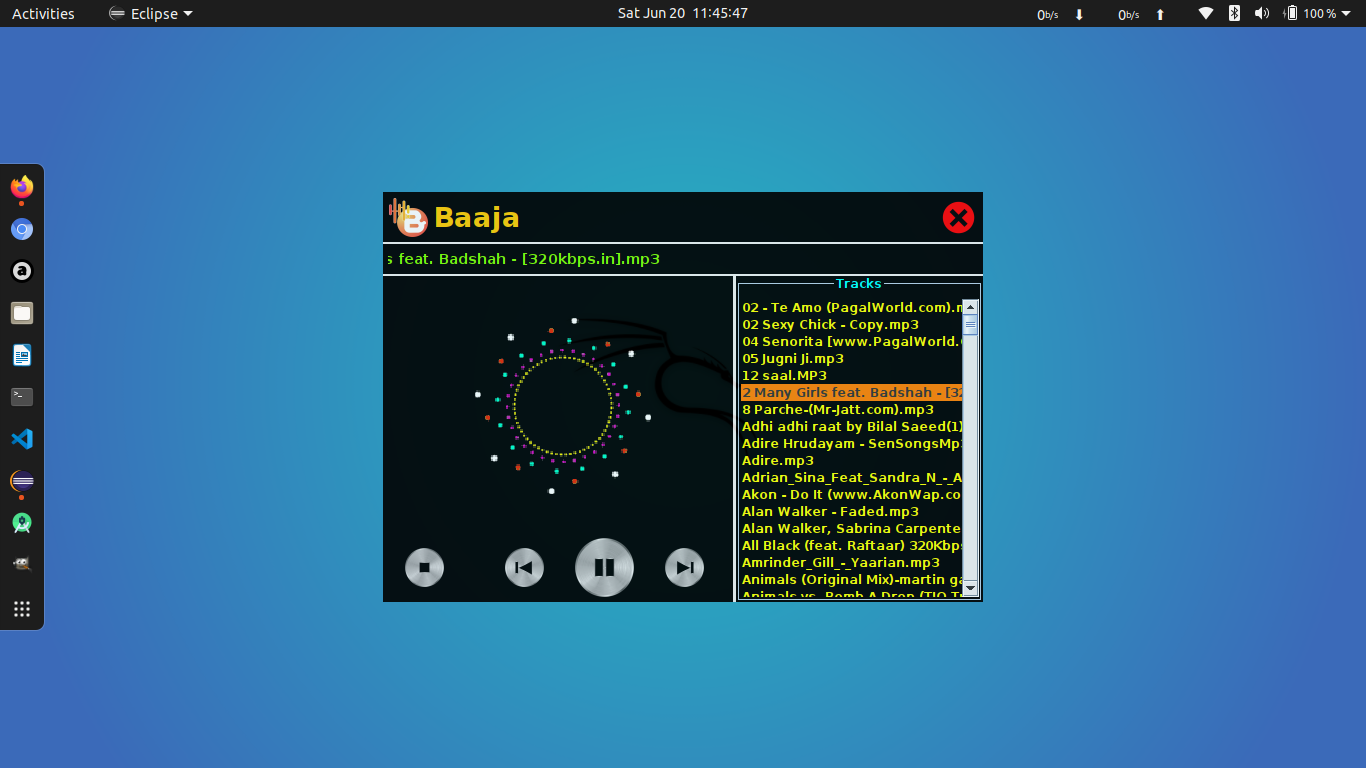 Activities
Eclipse
Sat Jun 20 11:45:47
0b/s
0b/s
100 %
Baaja
s feat. Badshah - [320kbps.in].mp3
Tracks
02 - Te Amo (PagalWorld.com).m
02 Sexy Chick - Copy.mp3
04 Senorita [www.PagalWorld.
05 Jugni Ji.mp3
12 saal.MP3
2 Many Girls feat. Badshah - [32
8 Parche-(Mr-Jatt.com).mp3
Adhi adhi raat by Bilal Saeed(1)
Adire Hrudayam - SenSongsMp3
Adire.mp3
Adrian_Sina_Feat_Sandra_N_-_A
Akon - Do It (www.AkonWap.co
Alan Walker - Faded.mp3
Alan Walker, Sabrina Carpente
All Black (feat. Raftaar) 320Kbps
Amrinder_Gill_-_Yaarian.mp3
Animals (Original Mix)-martin ga
Animals vs. Bomb A Drop (TJO Tr